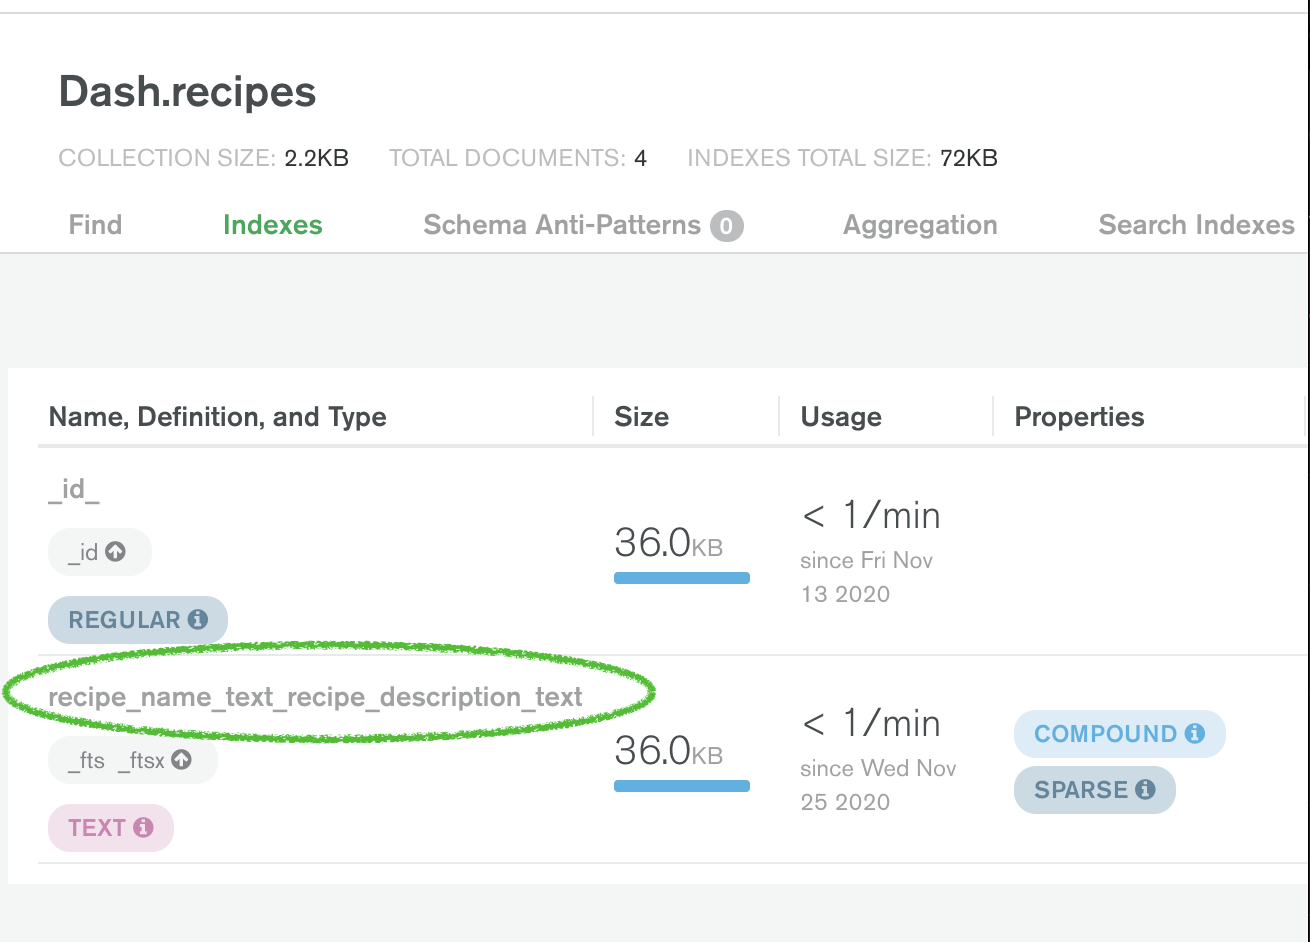 Dash.recipes
COLLECTION SIZE: 2.2KB TOTAL DOCUMENTS: 4 INDEXES TOTAL SIZE: 72KB
Find Indexes Schema Anti-Patterns 0 Aggregation Search Indexes
Name, Definition, and Type Size Usage Properties
_id_
_id
REGULAR
36.0KB
< 1/min
since Fri Nov
13 2020
recipe_name_text_recipe_description_text
_fts _ftsx
TEXT
36.0KB
< 1/min
since Wed Nov
25 2020
COMPOUND
SPARSE